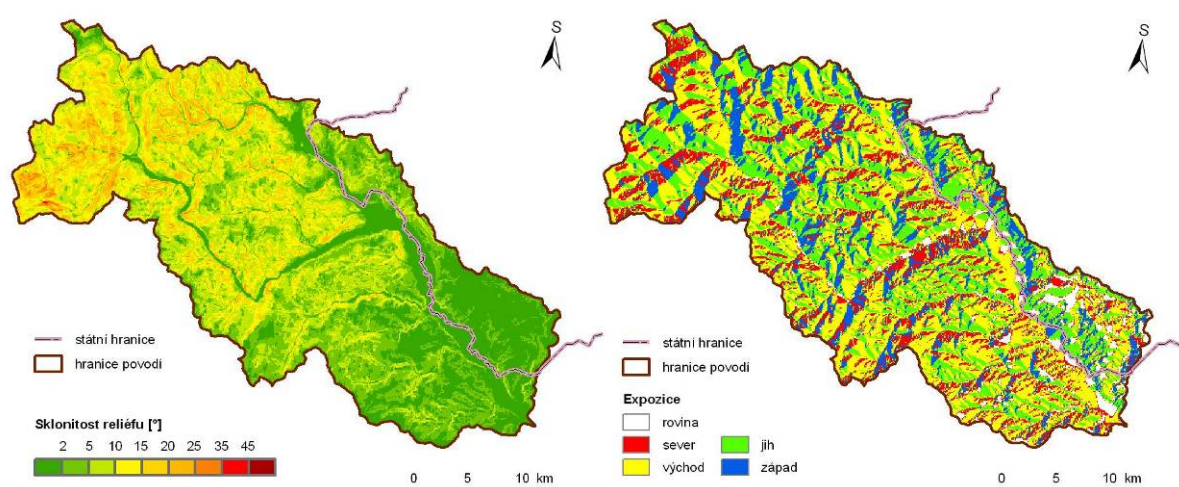 S
státní hranice
hranice povodí
Sklonitost reliéfu [°]
2 5 10 15 20 25 35 45
0 5 10 km
S
státní hranice
hranice povodí
Expozice
rovina
sever jih
východ západ
0 5 10 km